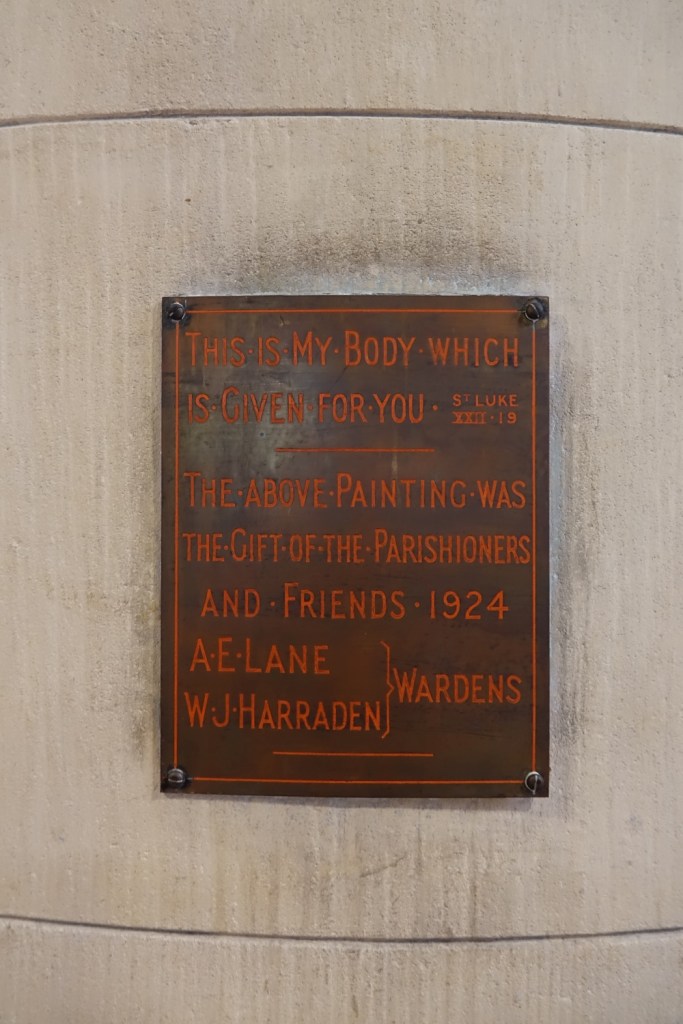 THIS·IS·MY·BODY·WHICH
IS·GIVEN·FOR·YOU· ST LUKE
XXII·19
THE·ABOVE·PAINTING·WAS
THE·GIFT·OF·THE·PARISHIONERS
AND·FRIENDS·1924
A·E·LANE
W·J·HARRADEN} WARDENS